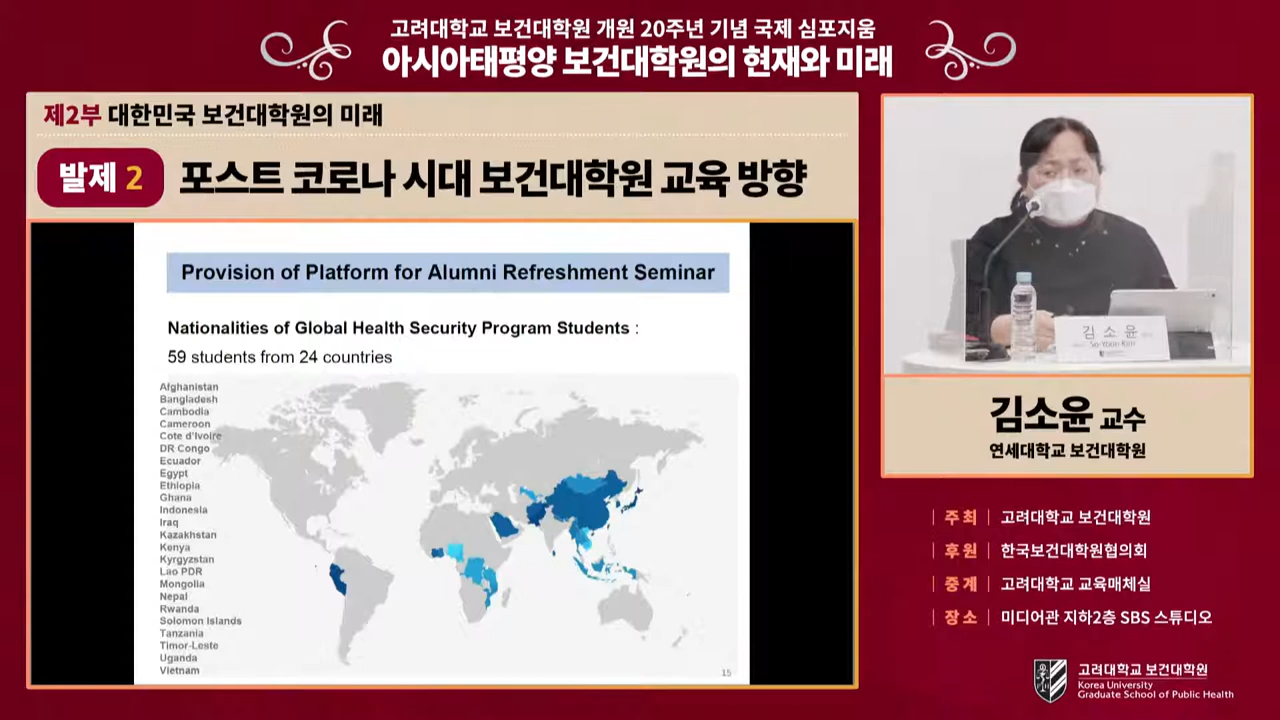 고려대학교 보건대학원 개원 20주년 기념 국제 심포지움
아시아태평양 보건대학원의 현재와 미래
제2부 대한민국 보건대학원의 미래
발제 2 포스트 코로나 시대 보건대학원 교육 방향
Provision of Platform for Alumni Refreshment Seminar
Nationalities of Global Health Security Program Students :
59 students from 24 countries
Afghanistan
Bangladesh
Cambodia
Cameroon
Cote d'Ivoire
DR Congo
Ecuador
Egypt
Ethiopia
Ghana
Indonesia
Iraq
Kazakhstan
Kenya
Kyrgyzstan
Lao PDR
Mongolia
Nepal
Rwanda
Solomon Islands
Tanzania
Timor-Leste
Uganda
Vietnam
15
김 소 윤
So-Yoon Kim
김소윤 교수
연세대학교 보건대학원
| 주최 | 고려대학교 보건대학원
| 후원 | 한국보건대학원협의회
| 중계 | 고려대학교 교육매체실
| 장소 | 미디어관 지하2층 SBS 스튜디오
고려대학교 보건대학원
Korea University
Graduate School of Public Health